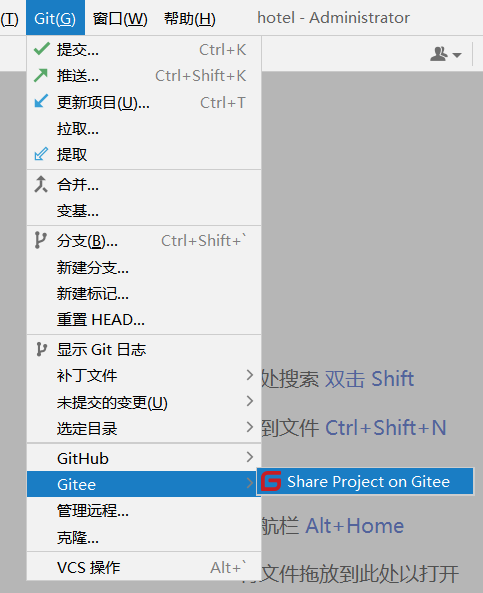 (T) Git(G) 窗口(W) 帮助(H) hotel - Administrator
提交... Ctrl+K
推送... Ctrl+Shift+K
更新项目(U)... Ctrl+T
拉取...
提取
合并...
变基...
分支(B)... Ctrl+Shift+`
新建分支...
新建标记...
重置 HEAD...
显示 Git 日志
补丁文件
处搜索 双击 Shift
未提交的变更(U)
选定目录
到文件 Ctrl+Shift+N
GitHub
Gitee
Share Project on Gitee
管理远程...
航栏 Alt+Home
克隆...
VCS 操作 Alt+`
文件拖放到此处以打开